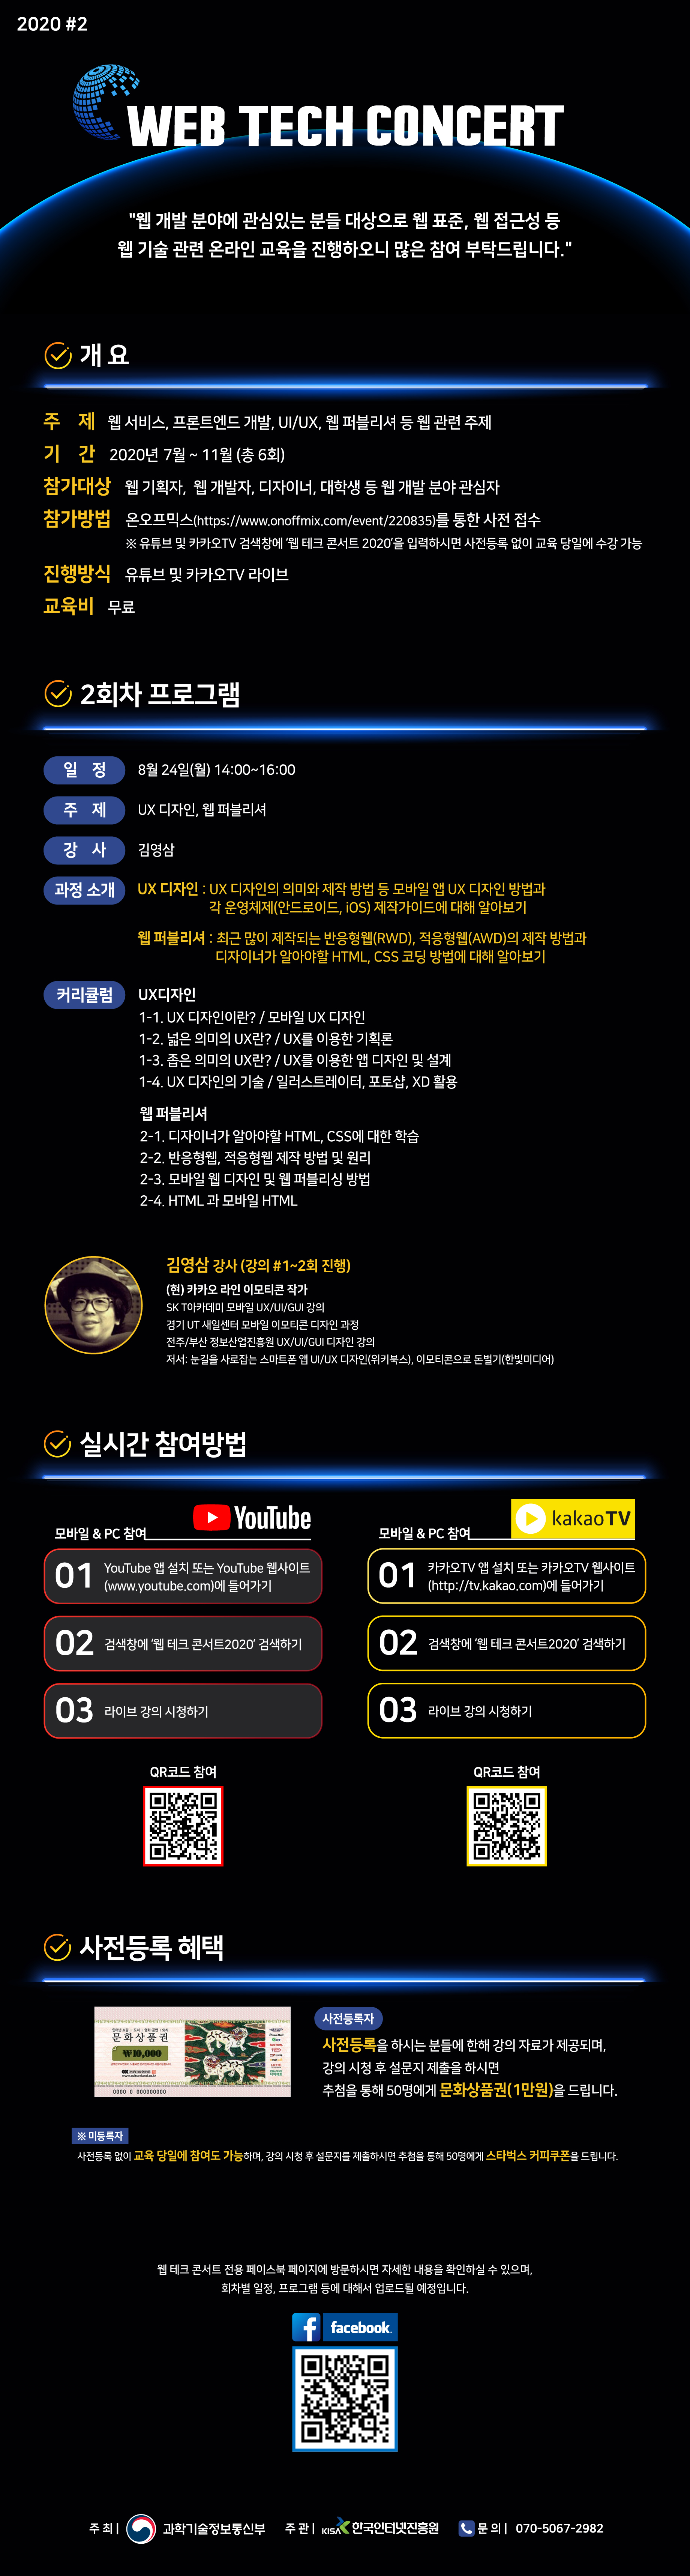 2020 #2
WEB TECH CONCERT
"웹 개발 분야에 관심있는 분들 대상으로 웹 표준, 웹 접근성 등
웹 기술 관련 온라인 교육을 진행하오니 많은 참여 부탁드립니다."
개 요
주 제 웹 서비스, 프론트엔드 개발, UI/UX, 웹 퍼블리셔 등 웹 관련 주제
기 간 2020년 7월 ~ 11월 (총 6회)
참가대상 웹 기획자, 웹 개발자, 디자이너, 대학생 등 웹 개발 분야 관심자
참가방법 온오프믹스(https://www.onoffmix.com/event/220835)를 통한 사전 접수
※ 유튜브 및 카카오TV 검색창에 '웹 테크 콘서트 2020'을 입력하시면 사전등록 없이 교육 당일에 수강 가능
진행방식 유튜브 및 카카오TV 라이브
교육비 무료
2회차 프로그램
일 정 8월 24일(월) 14:00~16:00
주 제 UX 디자인, 웹 퍼블리셔
강 사 김영삼
과정 소개 UX 디자인 : UX 디자인의 의미와 제작 방법 등 모바일 앱 UX 디자인 방법과
각 운영체제(안드로이드, iOS) 제작가이드에 대해 알아보기
웹 퍼블리셔 : 최근 많이 제작되는 반응형웹(RWD), 적응형웹(AWD)의 제작 방법과
디자이너가 알아야할 HTML, CSS 코딩 방법에 대해 알아보기
커리큘럼 UX디자인
1-1. UX 디자인이란? / 모바일 UX 디자인
1-2. 넓은 의미의 UX란? / UX를 이용한 기획론
1-3. 좁은 의미의 UX란? / UX를 이용한 앱 디자인 및 설계
1-4. UX 디자인의 기술 / 일러스트레이터, 포토샵, XD 활용
웹 퍼블리셔
2-1. 디자이너가 알아야할 HTML, CSS에 대한 학습
2-2. 반응형웹, 적응형웹 제작 방법 및 원리
2-3. 모바일 웹 디자인 및 웹 퍼블리싱 방법
2-4. HTML 과 모바일 HTML
김영삼 강사 (강의 #1~2회 진행)
(현) 카카오 라인 이모티콘 작가
SK T아카데미 모바일 UX/UI/GUI 강의
경기 UT 새일센터 모바일 이모티콘 디자인 과정
전주/부산 정보산업진흥원 UX/UI/GUI 디자인 강의
저서: 눈길을 사로잡는 스마트폰 앱 UI/UX 디자인(위키북스), 이모티콘으로 돈벌기(한빛미디어)
실시간 참여방법
모바일 & PC 참여 YouTube
01 YouTube 앱 설치 또는 YouTube 웹사이트
(www.youtube.com)에 들어가기
02 검색창에 '웹 테크 콘서트2020' 검색하기
03 라이브 강의 시청하기
QR코드 참여
모바일 & PC 참여 kakaoTV
01 카카오TV 앱 설치 또는 카카오TV 웹사이트
(http://tv.kakao.com)에 들어가기
02 검색창에 '웹 테크 콘서트2020' 검색하기
03 라이브 강의 시청하기
QR코드 참여
사전등록 혜택
문화상품권
₩10,000
0000 0 000000000
사전등록자
사전등록을 하시는 분들에 한해 강의 자료가 제공되며,
강의 시청 후 설문지 제출을 하시면
추첨을 통해 50명에게 문화상품권(1만원)을 드립니다.
※ 미등록자
사전등록 없이 교육 당일에 참여도 가능하며, 강의 시청 후 설문지를 제출하시면 추첨을 통해 50명에게 스타벅스 커피쿠폰을 드립니다.
웹 테크 콘서트 전용 페이스북 페이지에 방문하시면 자세한 내용을 확인하실 수 있으며,
회차별 일정, 프로그램 등에 대해서 업로드될 예정입니다.
facebook.
주 최 | 과학기술정보통신부 주 관 | KISA 한국인터넷진흥원 문 의 | 070-5067-2982